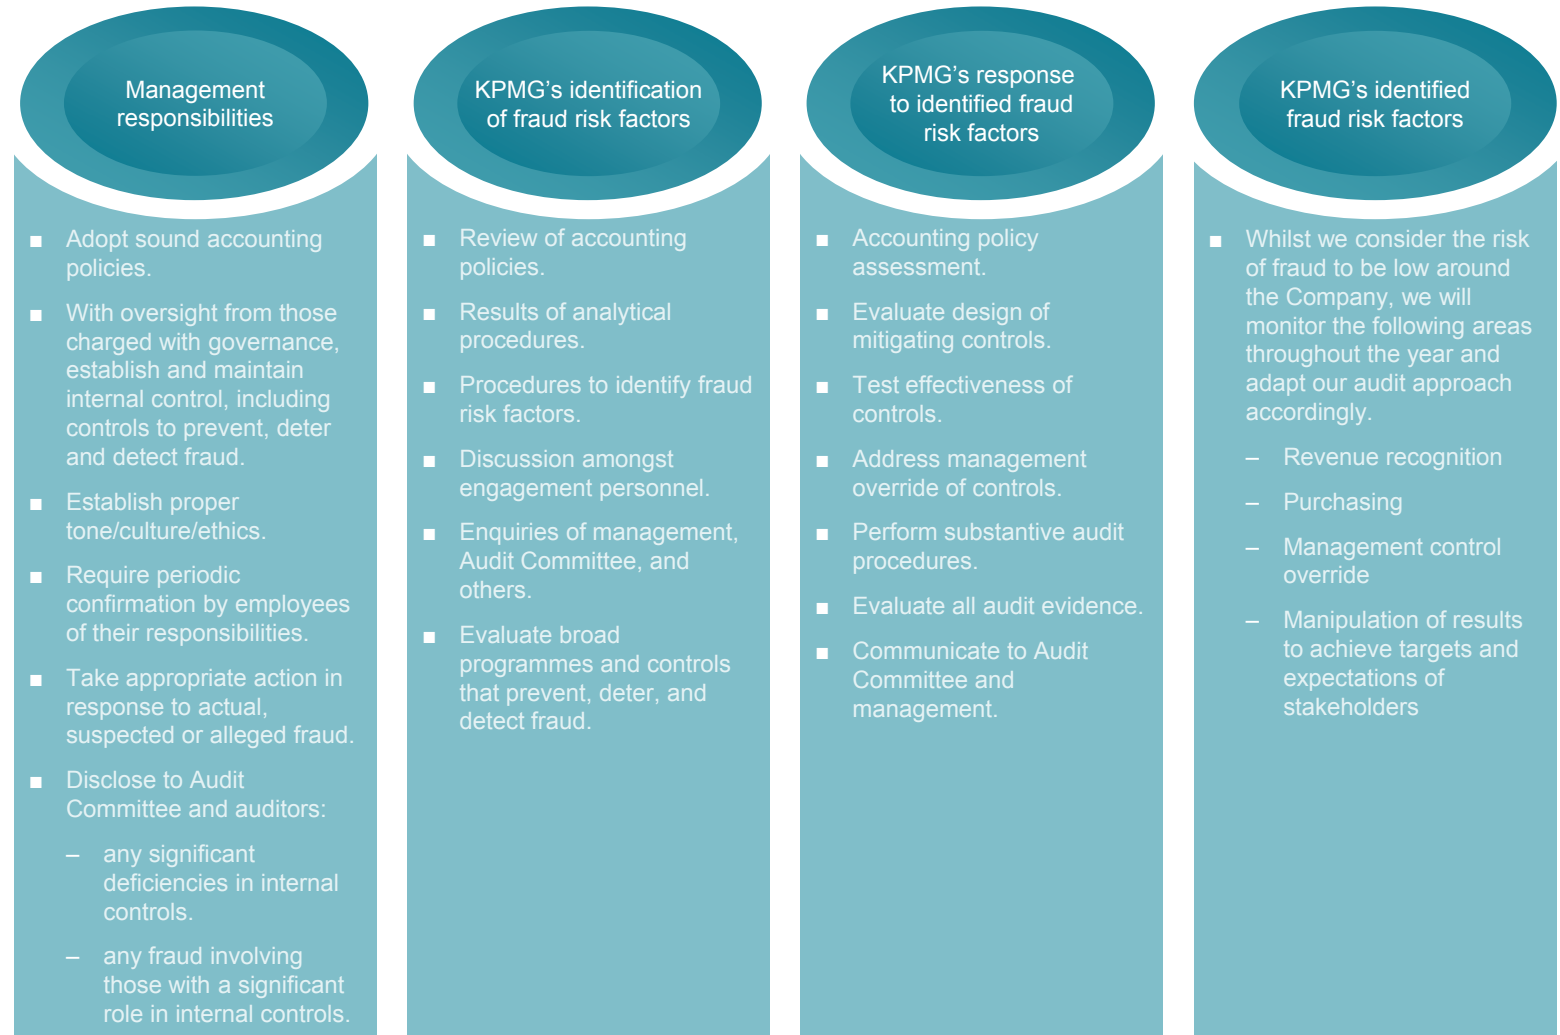 Management
responsibilities
■ Adopt sound accounting
policies.
■ With oversight from those
charged with governance,
establish and maintain
internal control, including
controls to prevent, deter
and detect fraud.
■ Establish proper
tone/culture/ethics.
■ Require periodic
confirmation by employees
of their responsibilities.
■ Take appropriate action in
response to actual,
suspected or alleged fraud.
■ Disclose to Audit
Committee and auditors:
– any significant
deficiencies in internal
controls.
– any fraud involving
those with a significant
role in internal controls.
KPMG's identification
of fraud risk factors
■ Review of accounting
policies.
■ Results of analytical
procedures.
■ Procedures to identify fraud
risk factors.
■ Discussion amongst
engagement personnel.
■ Enquiries of management,
Audit Committee, and
others.
■ Evaluate broad
programmes and controls
that prevent, deter, and
detect fraud.
KPMG's response
to identified fraud
risk factors
■ Accounting policy
assessment.
■ Evaluate design of
mitigating controls.
■ Test effectiveness of
controls.
■ Address management
override of controls.
■ Perform substantive audit
procedures.
■ Evaluate all audit evidence.
■ Communicate to Audit
Committee and
management.
KPMG's identified
fraud risk factors
■ Whilst we consider the risk
of fraud to be low around
the Company, we will
monitor the following areas
throughout the year and
adapt our audit approach
accordingly.
– Revenue recognition
– Purchasing
– Management control
override
– Manipulation of results
to achieve targets and
expectations of
stakeholders